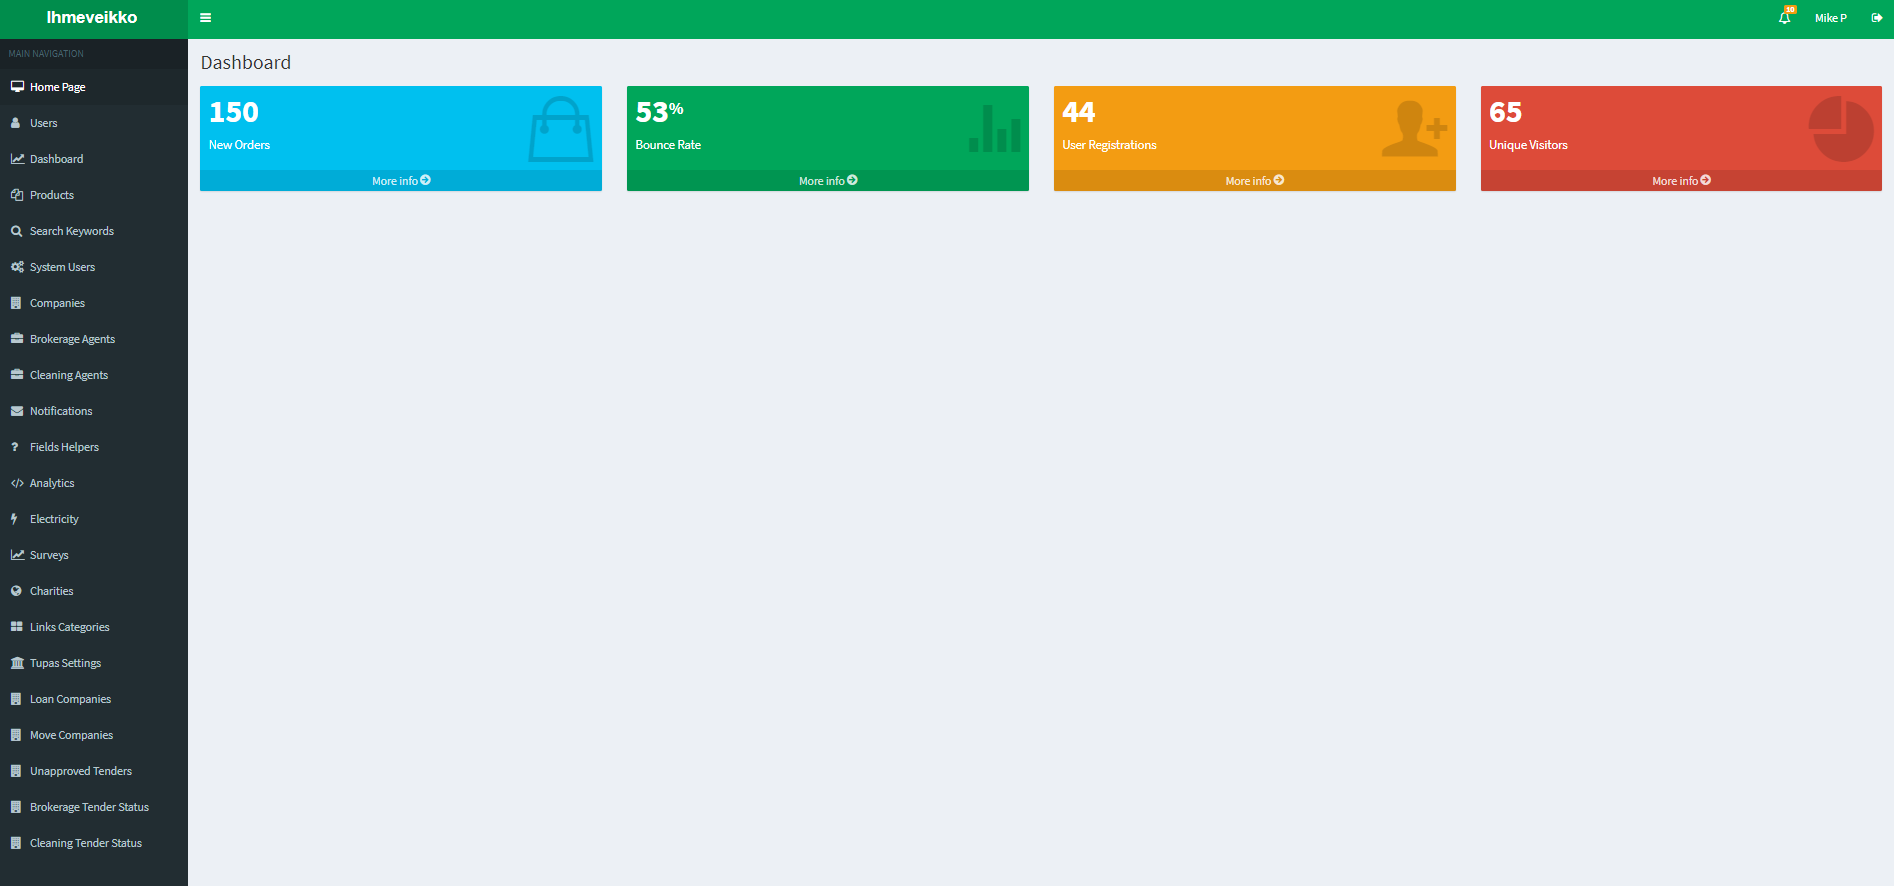 Ihmeveikko
10
Mike P
MAIN NAVIGATION
Home Page
Users
Dashboard
Products
Search Keywords
System Users
Companies
Brokerage Agents
Cleaning Agents
Notifications
Fields Helpers
Analytics
Electricity
Surveys
Charities
Links Categories
Tupas Settings
Loan Companies
Move Companies
Unapproved Tenders
Brokerage Tender Status
Cleaning Tender Status
Dashboard
150
New Orders
More info
53%
Bounce Rate
More info
44
User Registrations
More info
65
Unique Visitors
More info